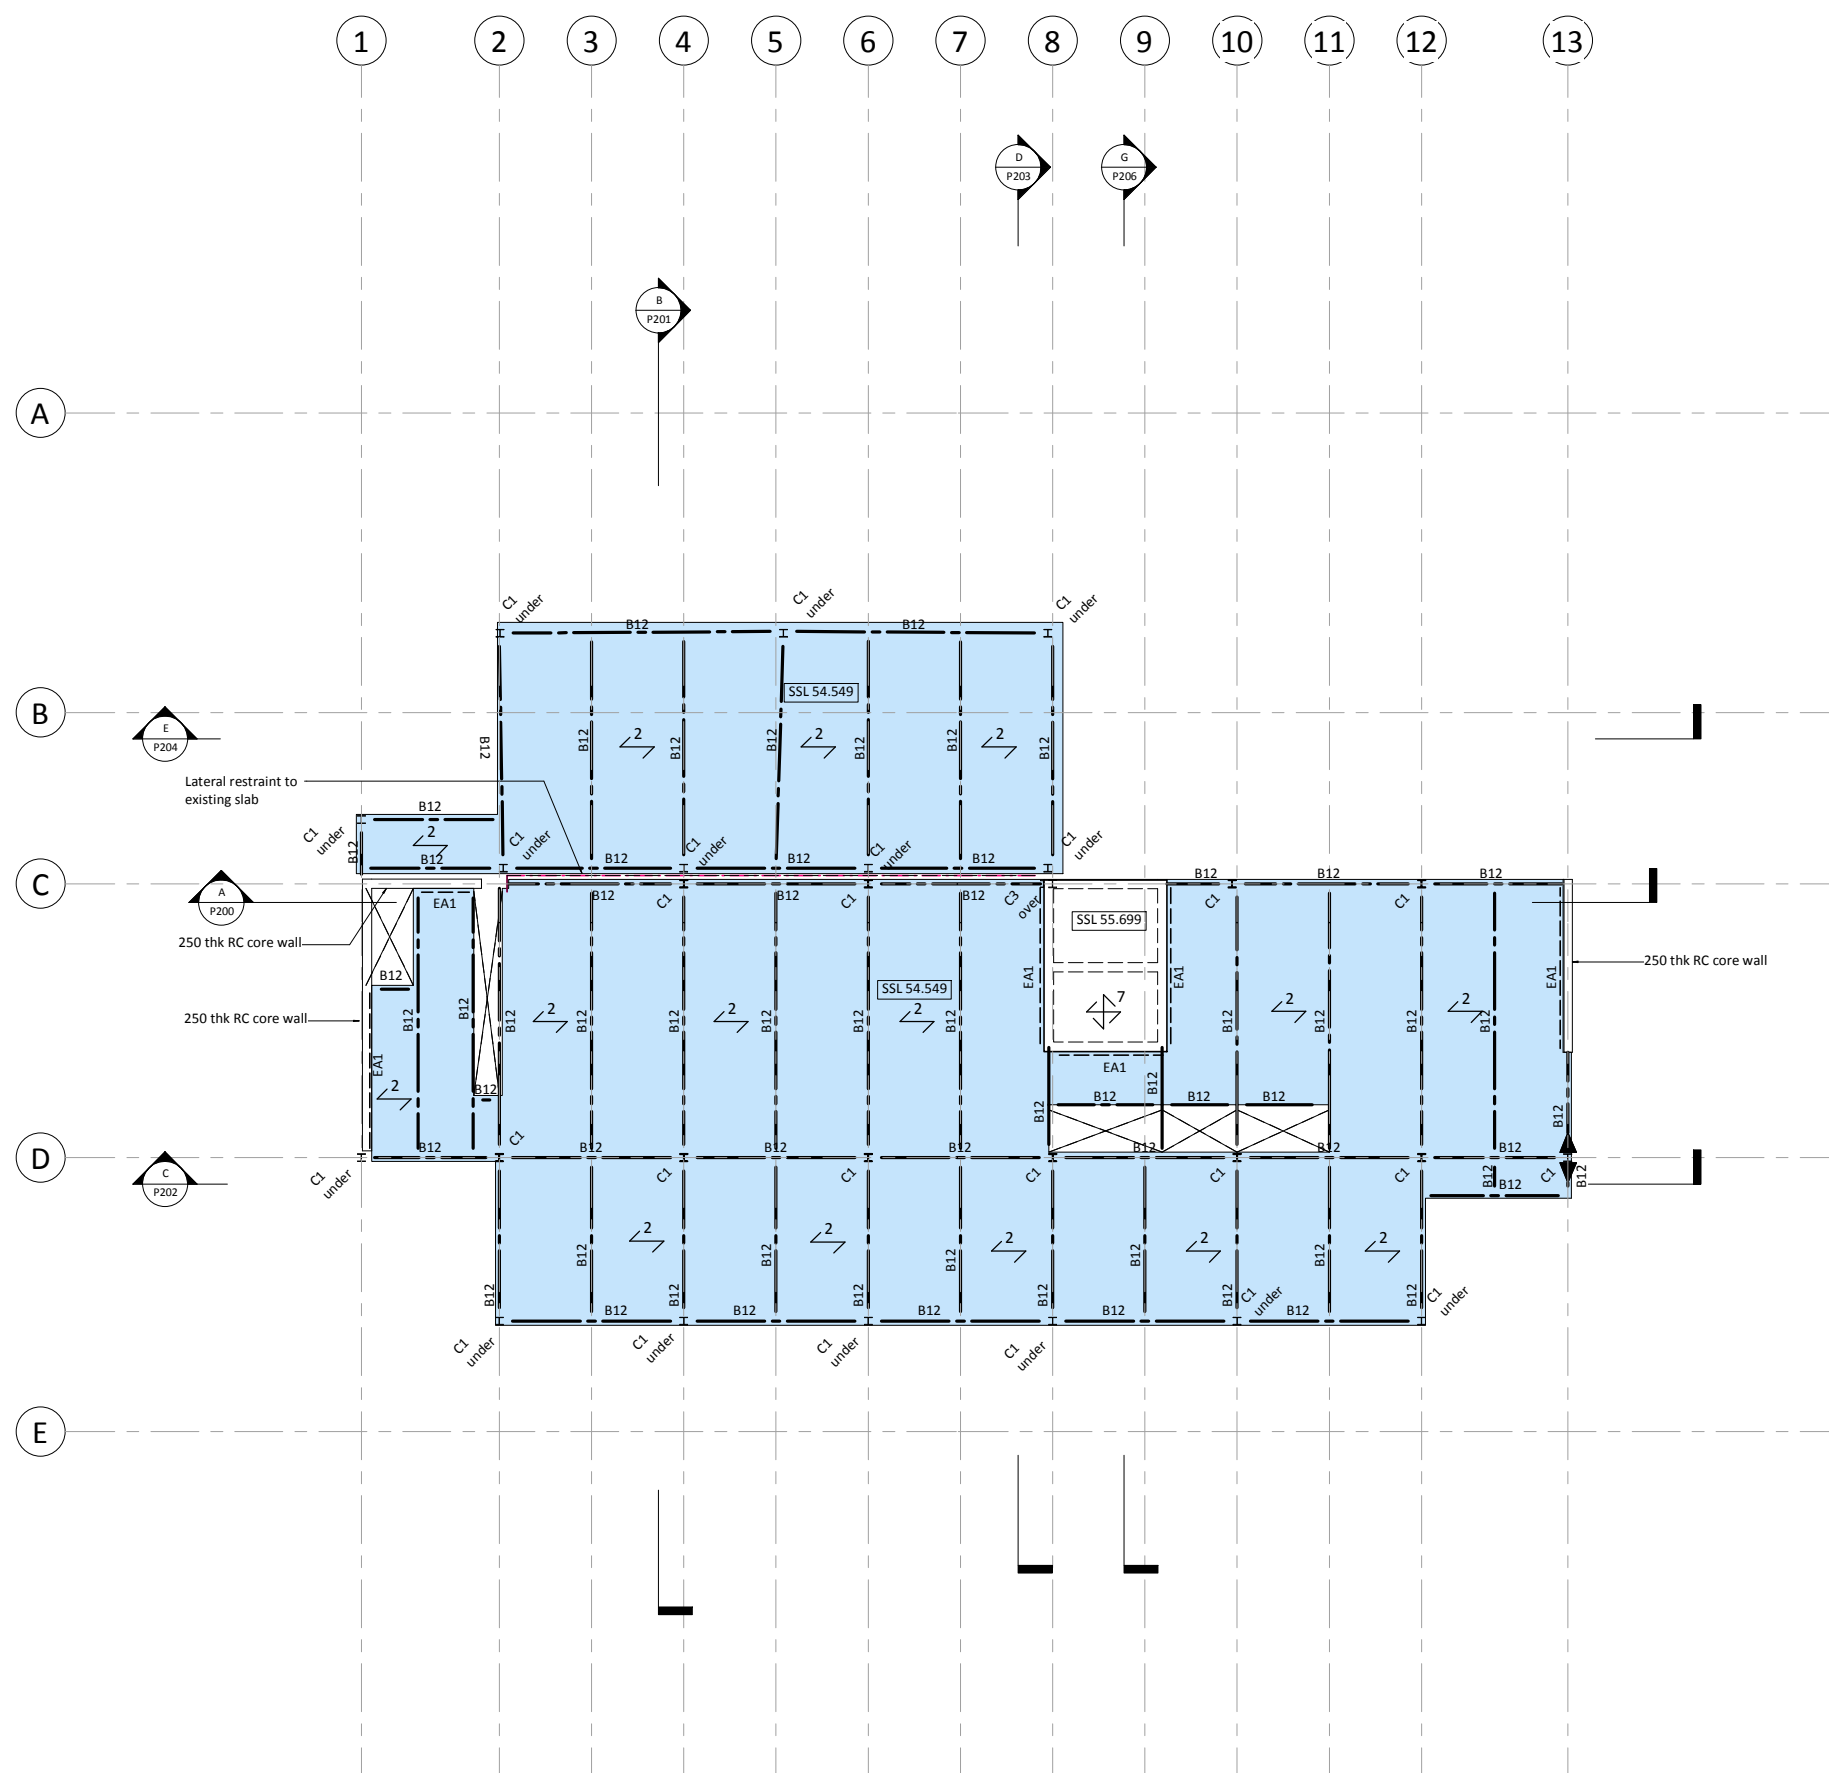 1 2 3 4 5 6 7 8 9 10 11 12 13
D
P203
G
P206
B
P201
A
C1
under
C1
under
C1
under
B12 B12
SSL 54.549
B
E
P204
B12 B12 B12 B12 B12 B12 B12
2 2 2
Lateral restraint to
existing slab
B12
2
C1
under
B12
B12
C1
under
B12
C1
under
B12
C1
under
B12
C1
under
C
A
P200
EA1
B12
C1
B12
C1
B12
C3
over
B12
C1
B12
C1
B12
SSL 55.699
250 thk RC core wall
250 thk RC core wall
B12
EA1
SSL 54.549
EA1
EA1
7
250 thk RC core wall
B12
B12
B12
2
B12
2
B12
B12
2
B12
B12
2
B12
B12
2
B12
EA1
2
B12
EA1
B12
B12
B12
B12
B12
B12
D
C
P202
C1
under
B12
C1
B12
B12
B12
B12
B12
B12
C1
C1
C1
C1
C1
C1
B12
B12
B12
2 2 2 2 2
B12 B12 B12 B12 B12 B12 B12 B12 B12 B12 B12
C1
under
C1
under
B12 B12 B12 B12 B12
C1
under
C1
under
C1
under
C1
under
E